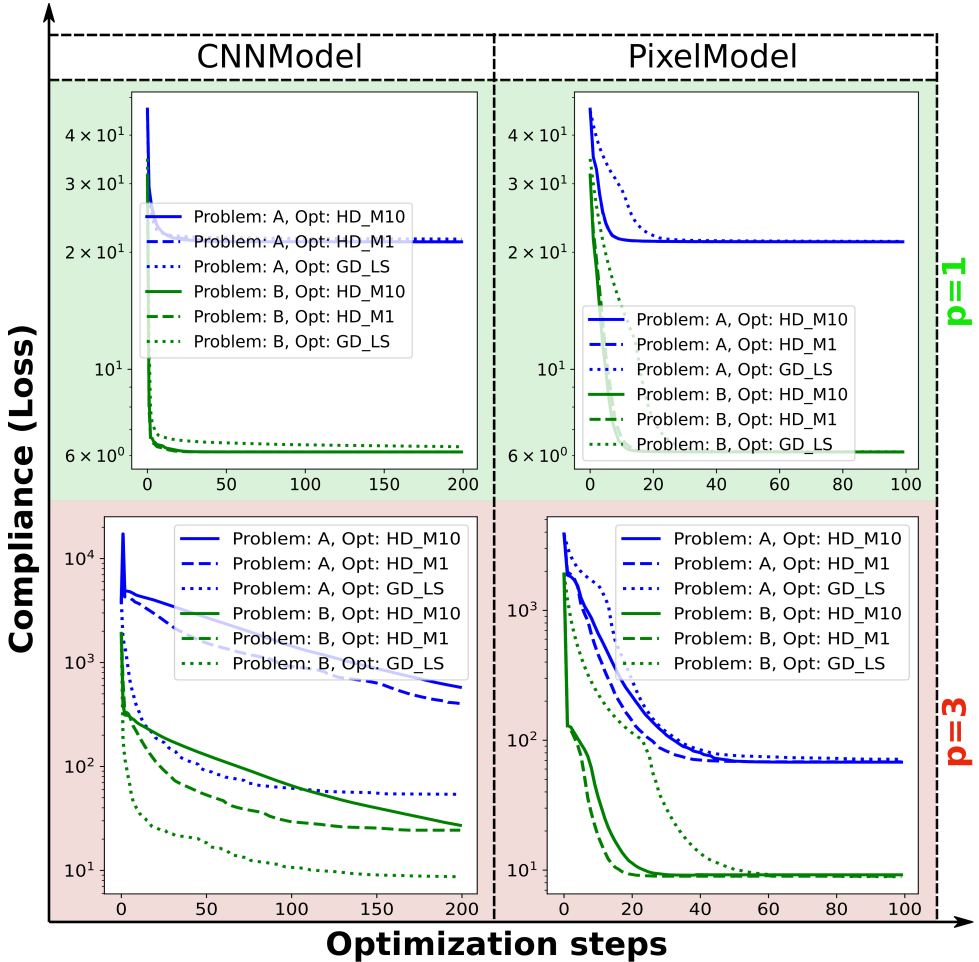 CNNModel
PixelModel
4 × 10¹
3 × 10¹
2 × 10¹
10¹
6 × 10⁰
Problem: A, Opt: HD_M10
Problem: A, Opt: HD_M1
Problem: A, Opt: GD_LS
Problem: B, Opt: HD_M10
Problem: B, Opt: HD_M1
Problem: B, Opt: GD_LS
0 50 100 150 200
4 × 10¹
3 × 10¹
2 × 10¹
10¹
6 × 10⁰
Problem: A, Opt: HD_M10
Problem: A, Opt: HD_M1
Problem: A, Opt: GD_LS
Problem: B, Opt: HD_M10
Problem: B, Opt: HD_M1
Problem: B, Opt: GD_LS
0 20 40 60 80 100
p=1
Compliance (Loss)
10⁴
10³
10²
10¹
Problem: A, Opt: HD_M10
Problem: A, Opt: HD_M1
Problem: A, Opt: GD_LS
Problem: B, Opt: HD_M10
Problem: B, Opt: HD_M1
Problem: B, Opt: GD_LS
0 50 100 150 200
10³
10²
10¹
Problem: A, Opt: HD_M10
Problem: A, Opt: HD_M1
Problem: A, Opt: GD_LS
Problem: B, Opt: HD_M10
Problem: B, Opt: HD_M1
Problem: B, Opt: GD_LS
0 20 40 60 80 100
p=3
Optimization steps